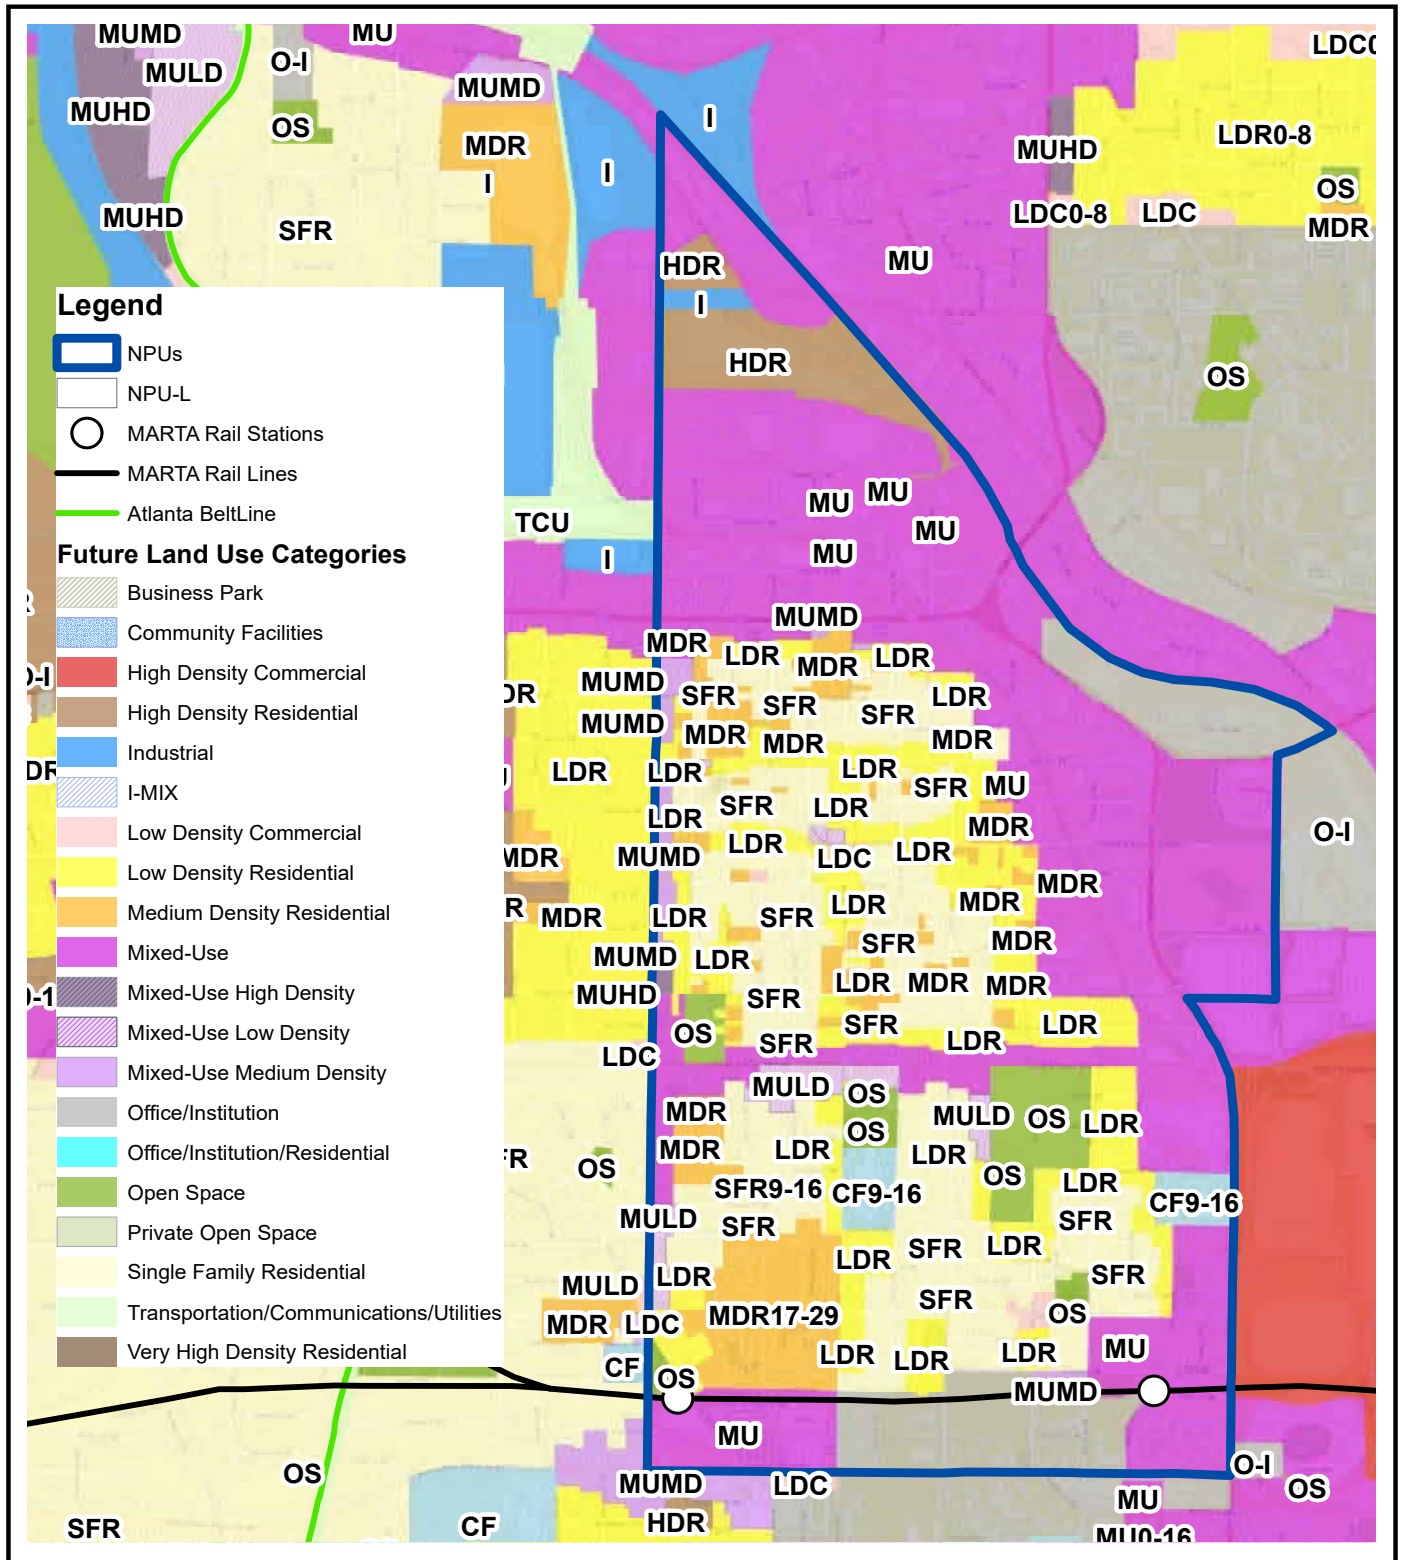 MUMD
MU
LDC0
O-I
MULD
MUMD
MUHD
I
OS
LDR0-8
MDR
MUHD
I
I
OS
MUHD
LDC0-8
LDC
MDR
SFR
MU
HDR
I
Legend
NPUs
NPU-L
MARTA Rail Stations
MARTA Rail Lines
Atlanta BeltLine
Future Land Use Categories
Business Park
Community Facilities
High Density Commercial
High Density Residential
Industrial
I-MIX
Low Density Commercial
Low Density Residential
Medium Density Residential
Mixed-Use
Mixed-Use High Density
Mixed-Use Low Density
Mixed-Use Medium Density
Office/Institution
Office/Institution/Residential
Open Space
Private Open Space
Single Family Residential
Transportation/Communications/Utilities
Very High Density Residential
HDR
OS
MU
MU
TCU
MU
MU
I
MUMD
MDR
LDR
MDR
LDR
O-I
MUMD
SFR
SFR
SFR
LDR
DR
MUMD
MDR
MDR
MDR
DR
LDR
LDR
LDR
SFR
MU
SFR
LDR
LDR
MDR
O-I
MDR
MUMD
LDR
LDC
LDR
MDR
R
MDR
LDR
SFR
LDR
MDR
SFR
MDR
MUMD
LDR
LDR
MDR
MDR
0-1
MUHD
SFR
OS
SFR
SFR
LDR
LDR
LDC
MULD
OS
MDR
OS
MULD
OS
LDR
MDR
LDR
LDR
FR
OS
OS
LDR
SFR9-16
CF9-16
CF9-16
MULD
SFR
SFR
LDR
SFR
LDR
MULD
LDR
SFR
SFR
MDR
LDC
MDR17-29
OS
CF
OS
LDR
LDR
LDR
MU
MUMD
MU
OS
MUMD
LDC
O-I
OS
MU
SFR
CF
HDR
MU0-16